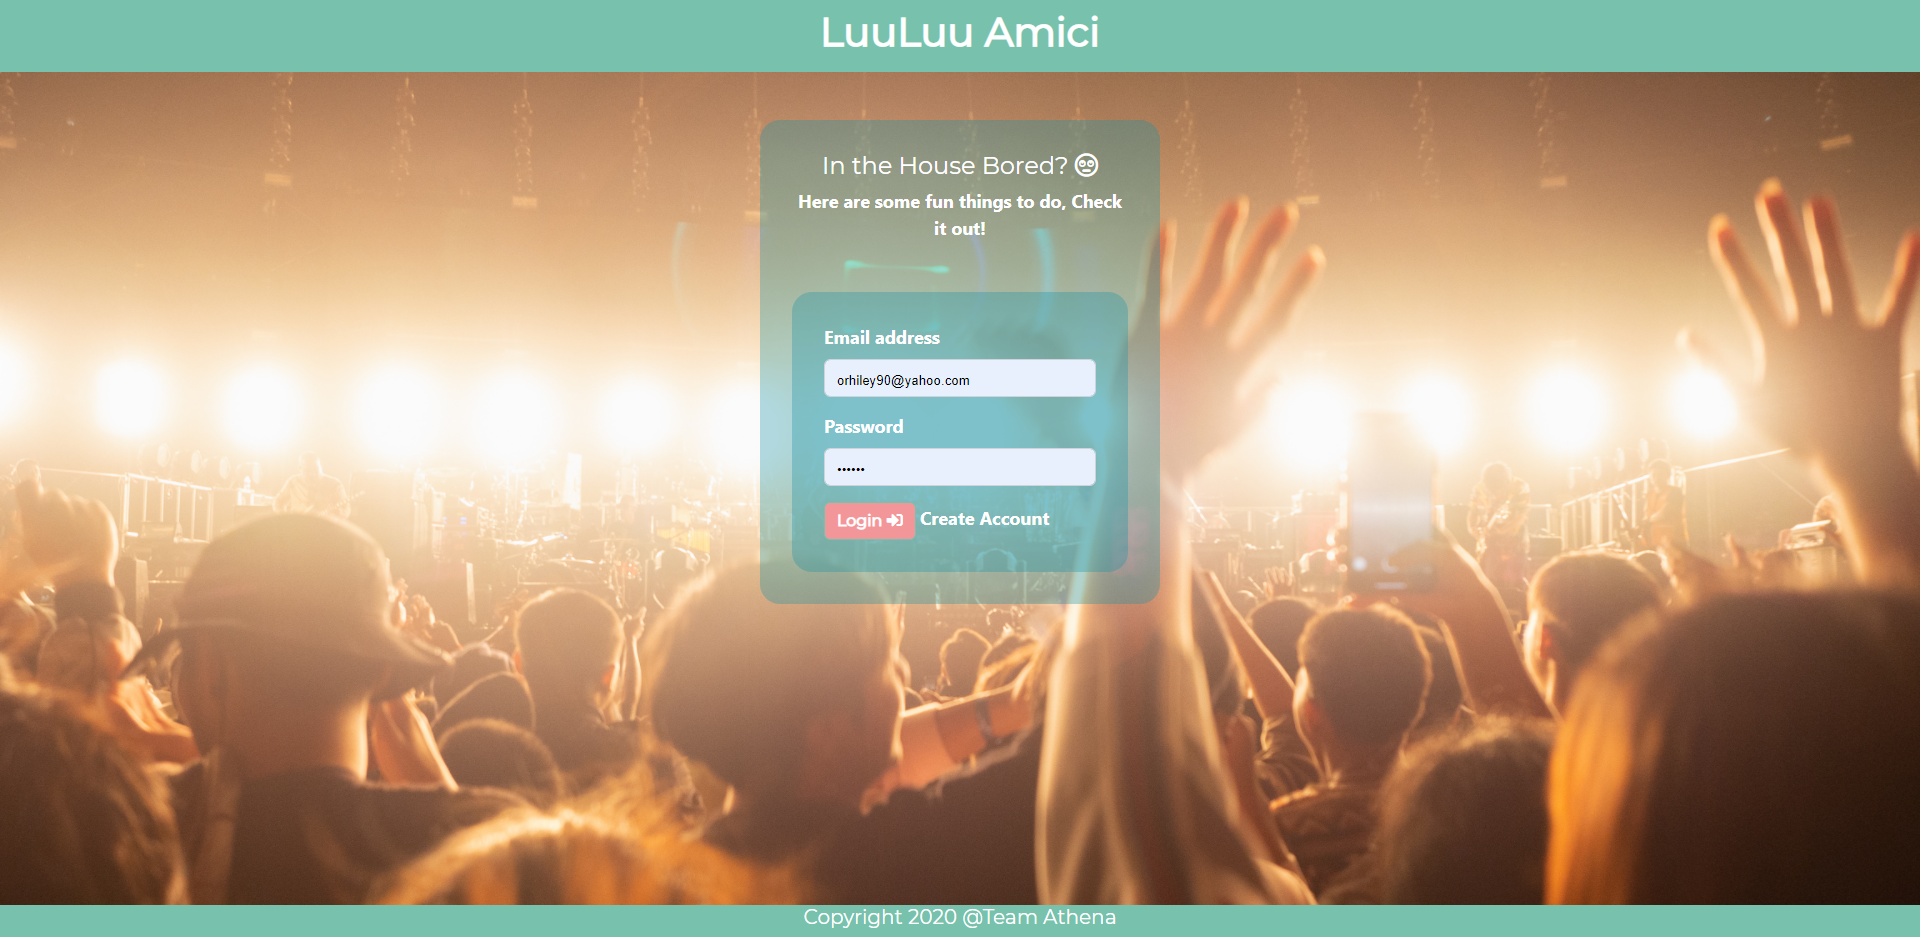 LuuLuu Amici
In the House Bored?
Here are some fun things to do, Check
it out!
Email address
orhiley90@yahoo.com
Password
••••••
Login
Create Account
Copyright 2020 @Team Athena